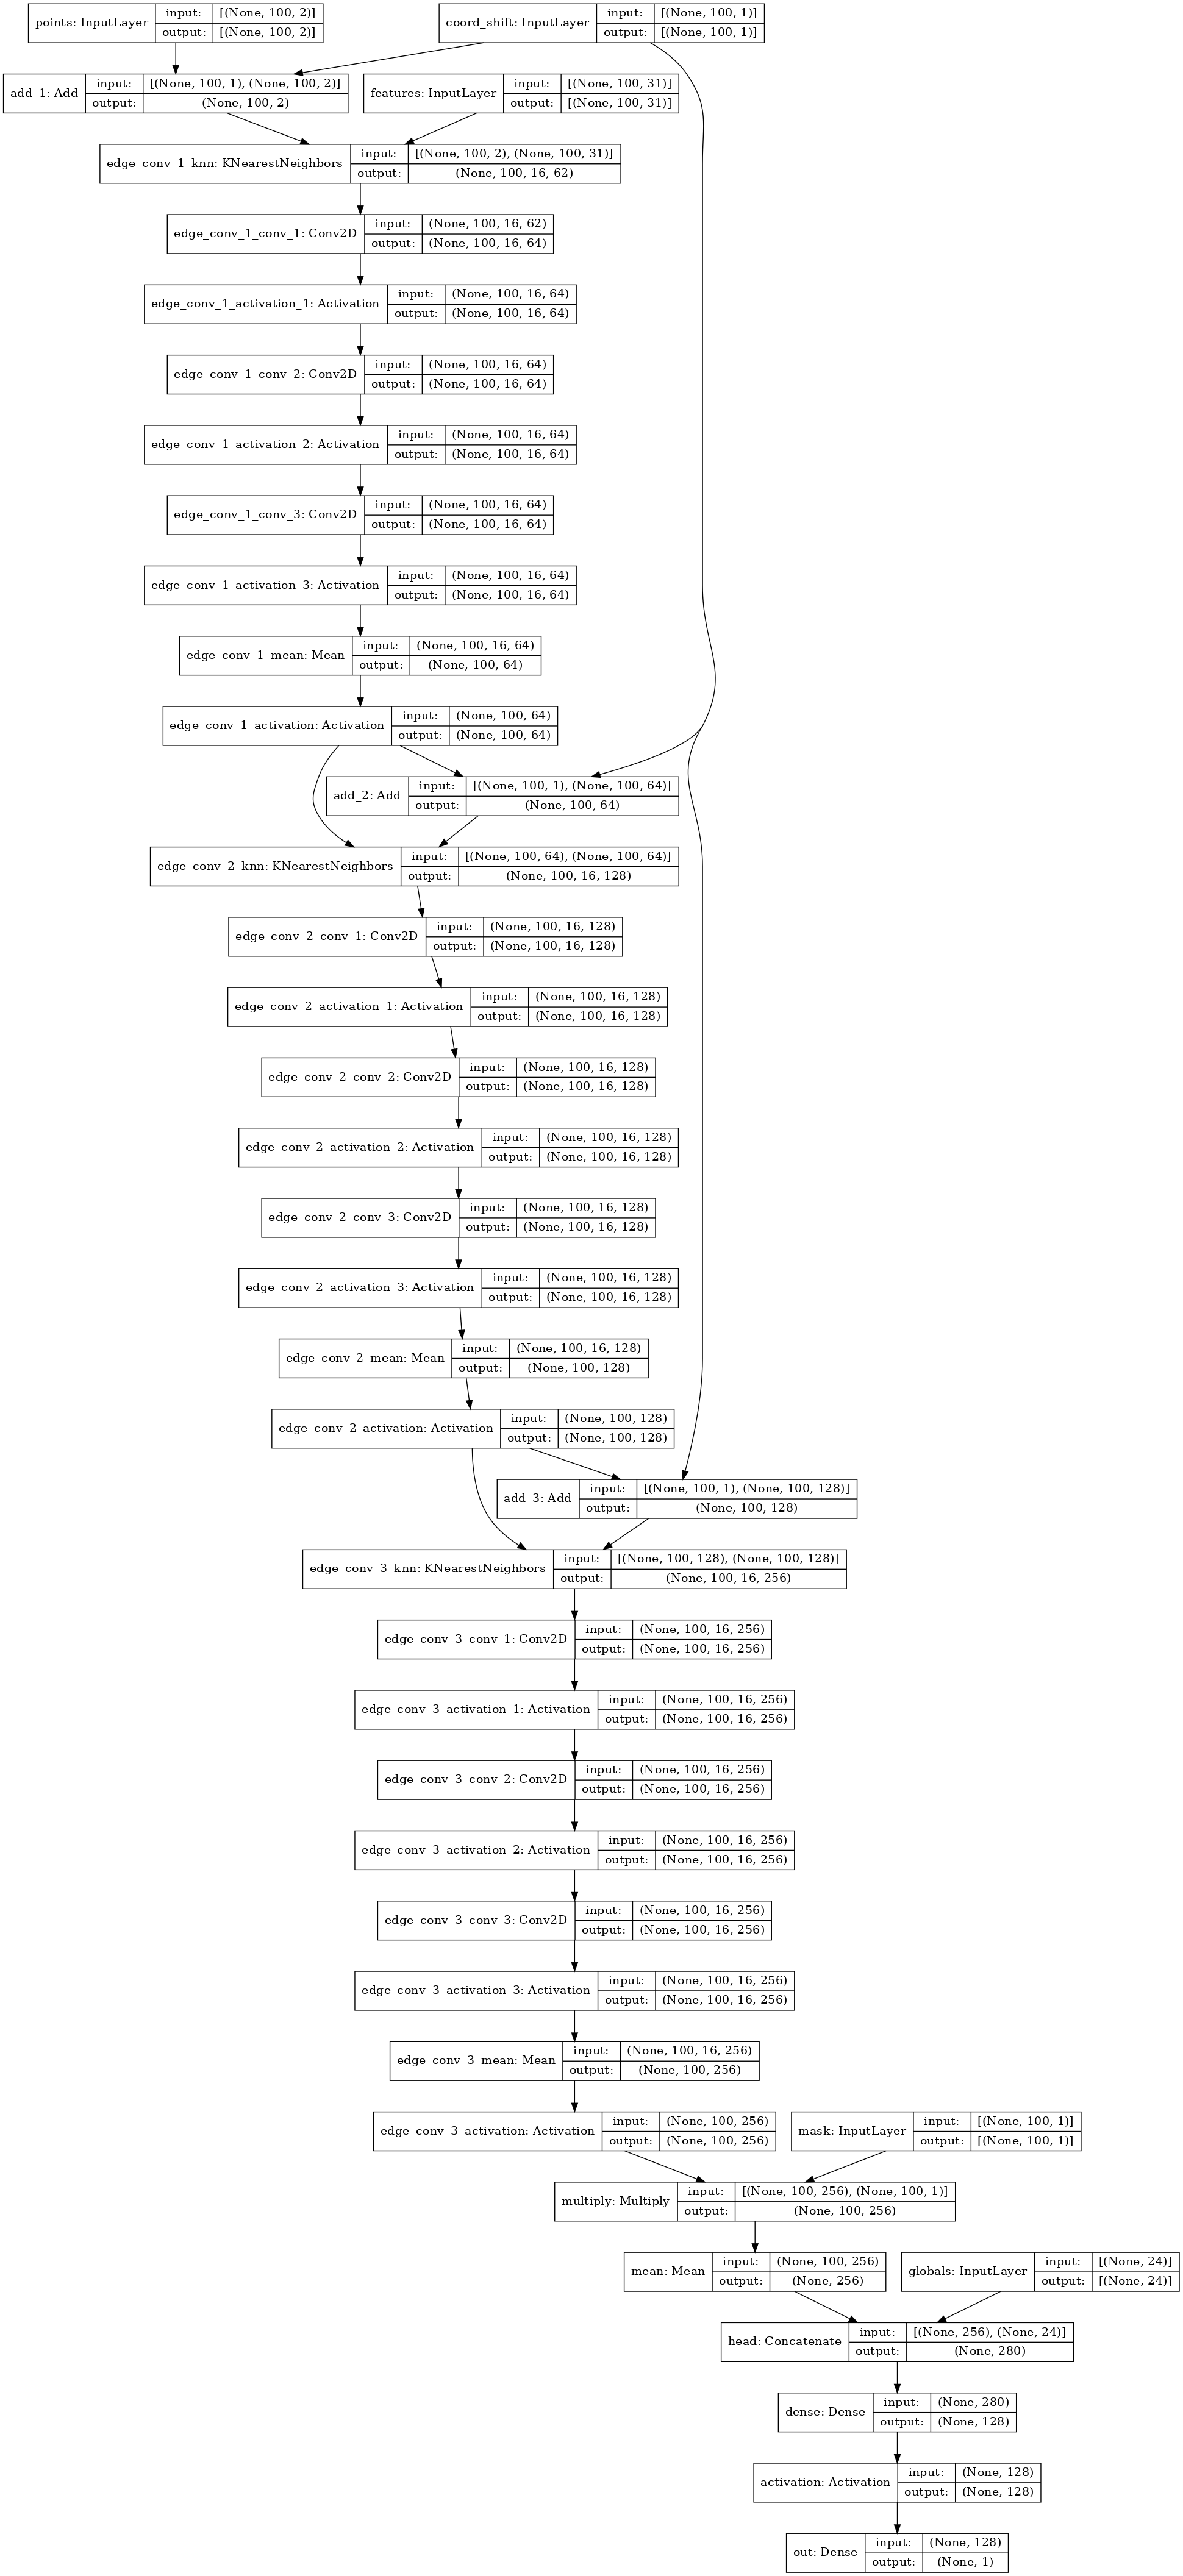 points: InputLayer input: [(None, 100, 2)]
output: [(None, 100, 2)]
coord_shift: InputLayer input: [(None, 100, 1)]
output: [(None, 100, 1)]
add_1: Add input: [(None, 100, 1), (None, 100, 2)]
output: (None, 100, 2)
features: InputLayer input: [(None, 100, 31)]
output: [(None, 100, 31)]
edge_conv_1_knn: KNearestNeighbors input: [(None, 100, 2), (None, 100, 31)]
output: (None, 100, 16, 62)
edge_conv_1_conv_1: Conv2D input: (None, 100, 16, 62)
output: (None, 100, 16, 64)
edge_conv_1_activation_1: Activation input: (None, 100, 16, 64)
output: (None, 100, 16, 64)
edge_conv_1_conv_2: Conv2D input: (None, 100, 16, 64)
output: (None, 100, 16, 64)
edge_conv_1_activation_2: Activation input: (None, 100, 16, 64)
output: (None, 100, 16, 64)
edge_conv_1_conv_3: Conv2D input: (None, 100, 16, 64)
output: (None, 100, 16, 64)
edge_conv_1_activation_3: Activation input: (None, 100, 16, 64)
output: (None, 100, 16, 64)
edge_conv_1_mean: Mean input: (None, 100, 16, 64)
output: (None, 100, 64)
edge_conv_1_activation: Activation input: (None, 100, 64)
output: (None, 100, 64)
add_2: Add input: [(None, 100, 1), (None, 100, 64)]
output: (None, 100, 64)
edge_conv_2_knn: KNearestNeighbors input: [(None, 100, 64), (None, 100, 64)]
output: (None, 100, 16, 128)
edge_conv_2_conv_1: Conv2D input: (None, 100, 16, 128)
output: (None, 100, 16, 128)
edge_conv_2_activation_1: Activation input: (None, 100, 16, 128)
output: (None, 100, 16, 128)
edge_conv_2_conv_2: Conv2D input: (None, 100, 16, 128)
output: (None, 100, 16, 128)
edge_conv_2_activation_2: Activation input: (None, 100, 16, 128)
output: (None, 100, 16, 128)
edge_conv_2_conv_3: Conv2D input: (None, 100, 16, 128)
output: (None, 100, 16, 128)
edge_conv_2_activation_3: Activation input: (None, 100, 16, 128)
output: (None, 100, 16, 128)
edge_conv_2_mean: Mean input: (None, 100, 16, 128)
output: (None, 100, 128)
edge_conv_2_activation: Activation input: (None, 100, 128)
output: (None, 100, 128)
add_3: Add input: [(None, 100, 1), (None, 100, 128)]
output: (None, 100, 128)
edge_conv_3_knn: KNearestNeighbors input: [(None, 100, 128), (None, 100, 128)]
output: (None, 100, 16, 256)
edge_conv_3_conv_1: Conv2D input: (None, 100, 16, 256)
output: (None, 100, 16, 256)
edge_conv_3_activation_1: Activation input: (None, 100, 16, 256)
output: (None, 100, 16, 256)
edge_conv_3_conv_2: Conv2D input: (None, 100, 16, 256)
output: (None, 100, 16, 256)
edge_conv_3_activation_2: Activation input: (None, 100, 16, 256)
output: (None, 100, 16, 256)
edge_conv_3_conv_3: Conv2D input: (None, 100, 16, 256)
output: (None, 100, 16, 256)
edge_conv_3_activation_3: Activation input: (None, 100, 16, 256)
output: (None, 100, 16, 256)
edge_conv_3_mean: Mean input: (None, 100, 16, 256)
output: (None, 100, 256)
edge_conv_3_activation: Activation input: (None, 100, 256)
output: (None, 100, 256)
mask: InputLayer input: [(None, 100, 1)]
output: [(None, 100, 1)]
multiply: Multiply input: [(None, 100, 256), (None, 100, 1)]
output: (None, 100, 256)
mean: Mean input: (None, 100, 256)
output: (None, 256)
globals: InputLayer input: [(None, 24)]
output: [(None, 24)]
head: Concatenate input: [(None, 256), (None, 24)]
output: (None, 280)
dense: Dense input: (None, 280)
output: (None, 128)
activation: Activation input: (None, 128)
output: (None, 128)
out: Dense input: (None, 128)
output: (None, 1)